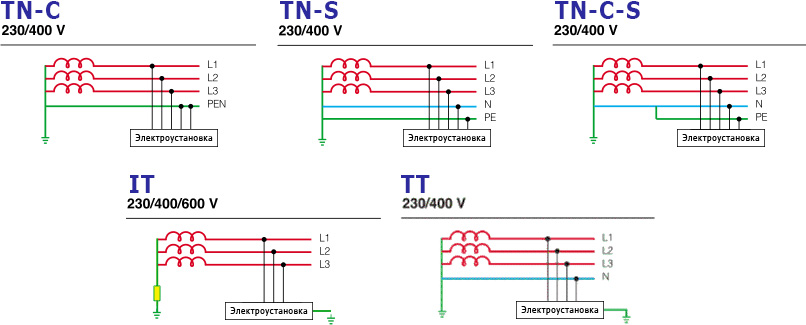 TN-C
230/400 V
L1
L2
L3
PEN
Электроустановка
TN-S
230/400 V
L1
L2
L3
N
PE
Электроустановка
TN-C-S
230/400 V
L1
L2
L3
N
PE
Электроустановка
IT
230/400/600 V
L1
L2
L3
Электроустановка
TT
230/400 V
L1
L2
L3
N
Электроустановка